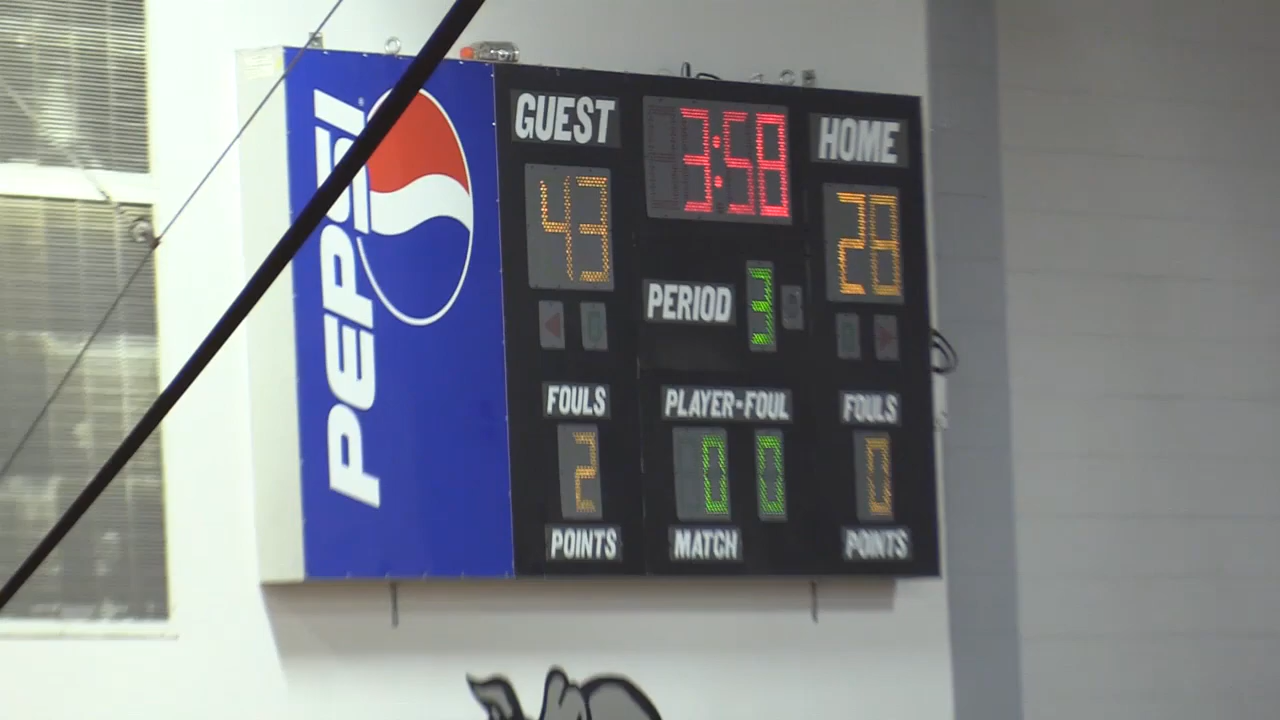 PEPSI
GUEST
3:58
HOME
43
28
PERIOD 3
FOULS
PLAYER-FOUL
FOULS
2
0 0
0
POINTS
MATCH
POINTS